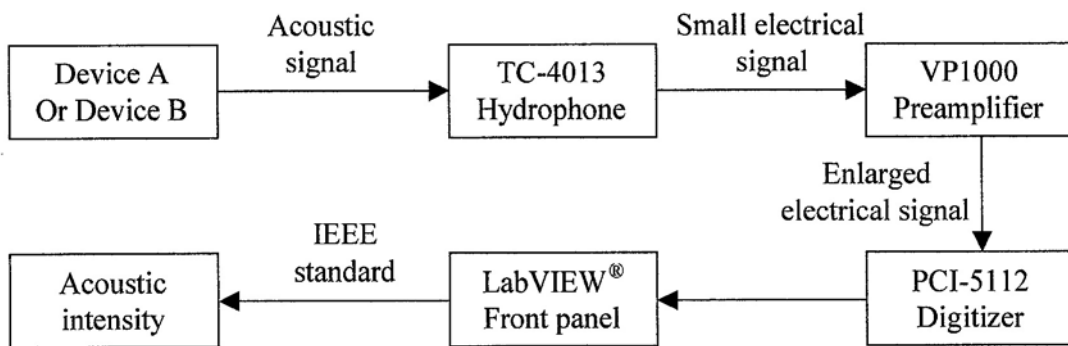 Device A
Or Device B
Acoustic
signal
TC-4013
Hydrophone
Small electrical
signal
VP1000
Preamplifier
Enlarged
electrical signal
PCI-5112
Digitizer
LabVIEW®
Front panel
IEEE
standard
Acoustic
intensity